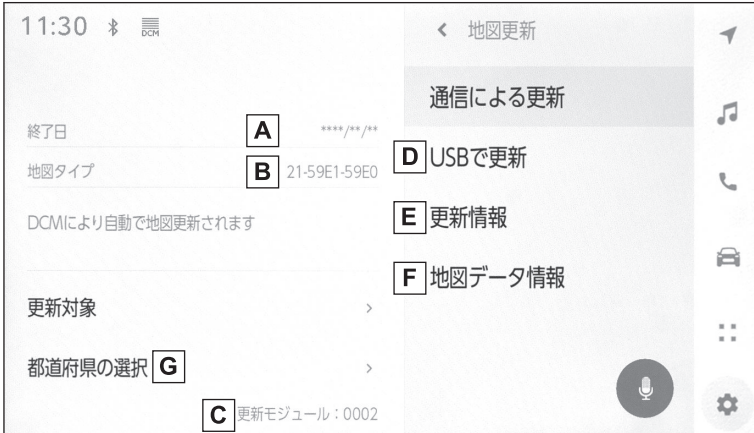 11:30 DCM
終了日 A ****/**/**
地図タイプ B 21-59E1-59E0
DCMにより自動で地図更新されます
更新対象 >
都道府県の選択 G >
C 更新モジュール:0002
< 地図更新
通信による更新
D USBで更新
E 更新情報
F 地図データ情報